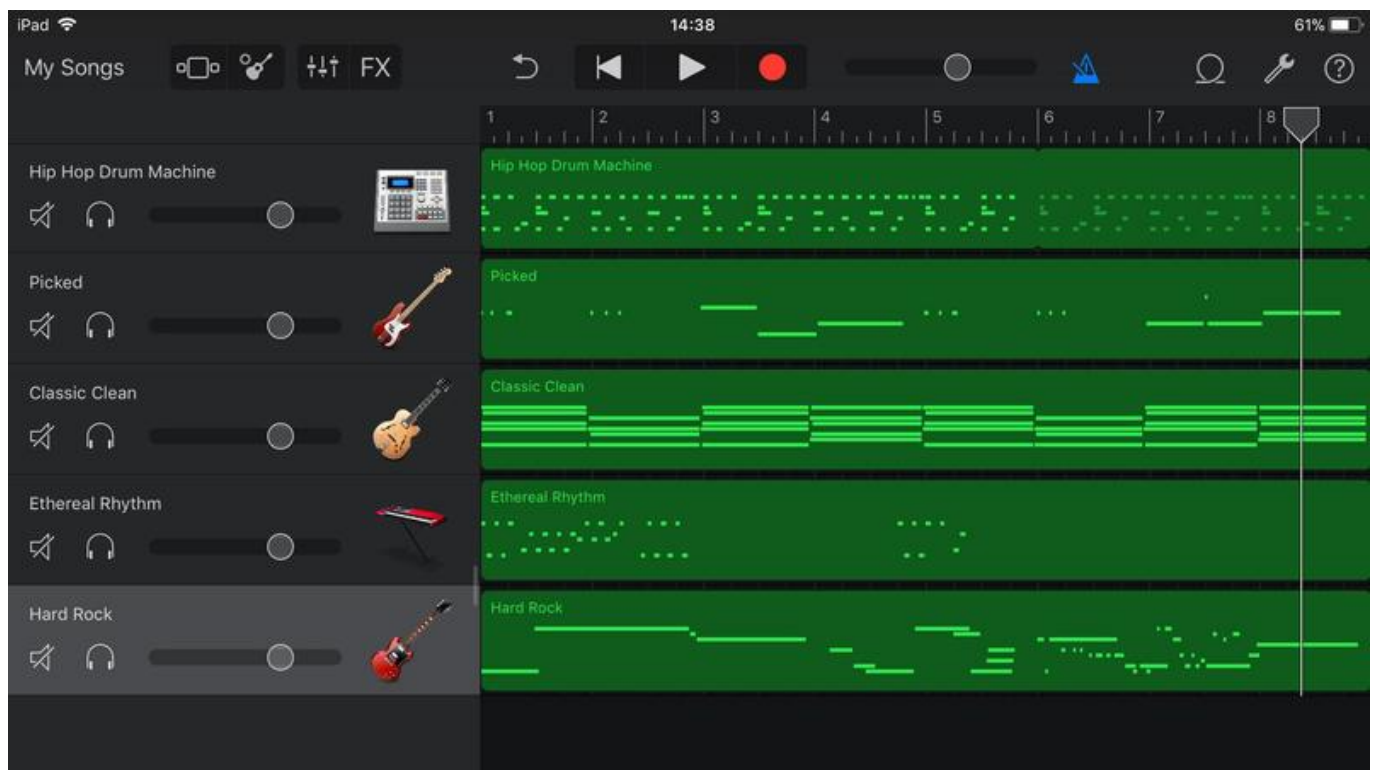 iPad 14:38 61%
My Songs FX
1 2 3 4 5 6 7 8
Hip Hop Drum Machine
Hip Hop Drum Machine
Picked
Picked
Classic Clean
Classic Clean
Ethereal Rhythm
Ethereal Rhythm
Hard Rock
Hard Rock